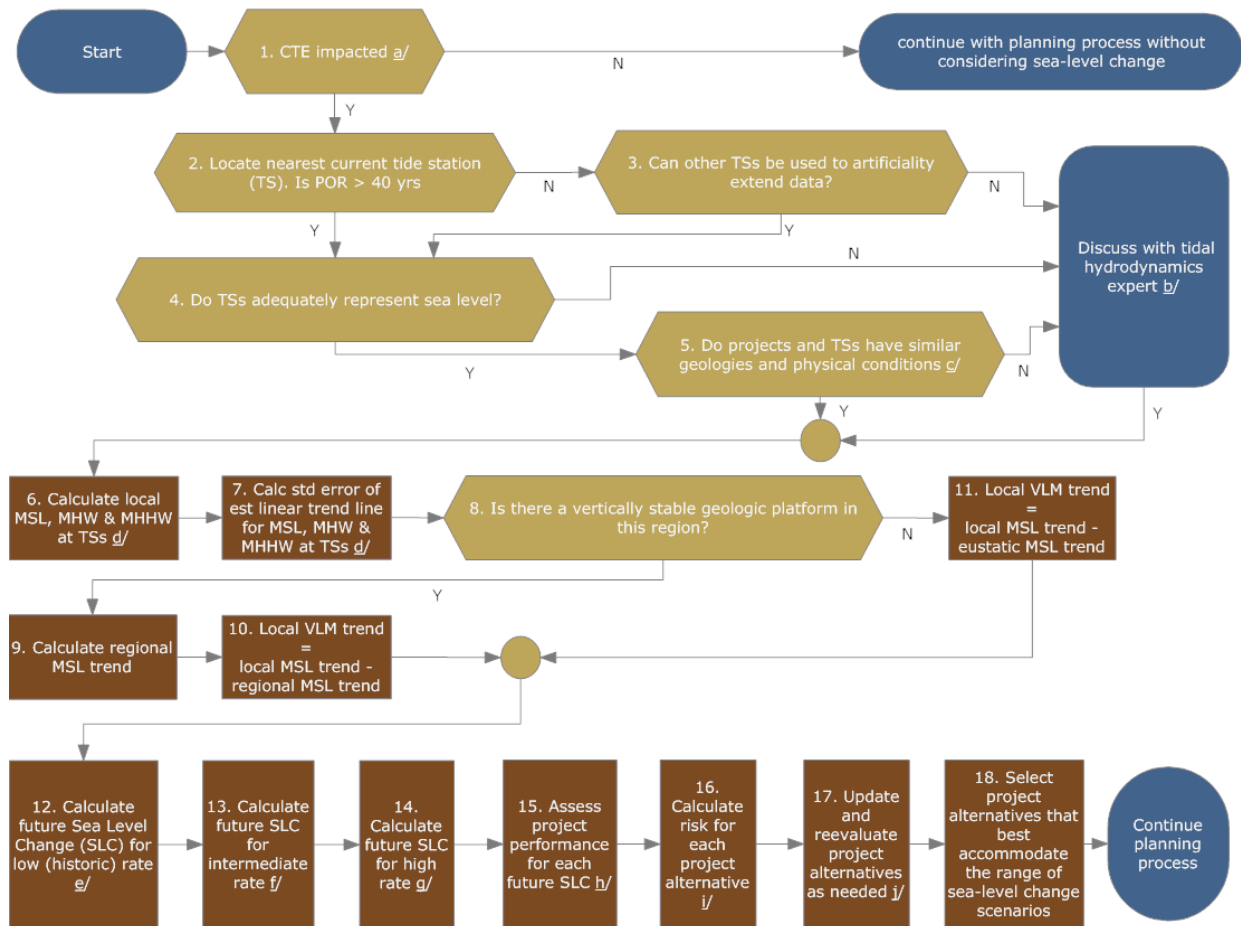 Start
1. CTE impacted a/
N
continue with planning process without
considering sea-level change
Y
2. Locate nearest current tide station
(TS). Is POR > 40 yrs
N
3. Can other TSs be used to artificiality
extend data?
N
Y
Y
Discuss with tidal
hydrodynamics
expert b/
4. Do TSs adequately represent sea level?
N
Y
5. Do projects and TSs have similar
geologies and physical conditions c/
N
Y
Y
6. Calculate local
MSL, MHW & MHHW
at TSs d/
7. Calc std error of
est linear trend line
for MSL, MHW &
MHHW at TSs d/
8. Is there a vertically stable geologic platform in
this region?
N
11. Local VLM trend
=
local MSL trend -
eustatic MSL trend
Y
9. Calculate regional
MSL trend
10. Local VLM trend
=
local MSL trend -
regional MSL trend
12. Calculate
future Sea Level
Change (SLC) for
low (historic) rate
e/
13. Calculate
future SLC
for
intermediate
rate f/
14.
Calculate
future SLC
for high
rate g/
15. Assess
project
performance
for each
future SLC h/
16.
Calculate
risk for
each
project
alternative
i/
17. Update
and
reevaluate
project
alternatives
as needed j/
18. Select
project
alternatives that
best
accommodate
the range of
sea-level change
scenarios
Continue
planning
process